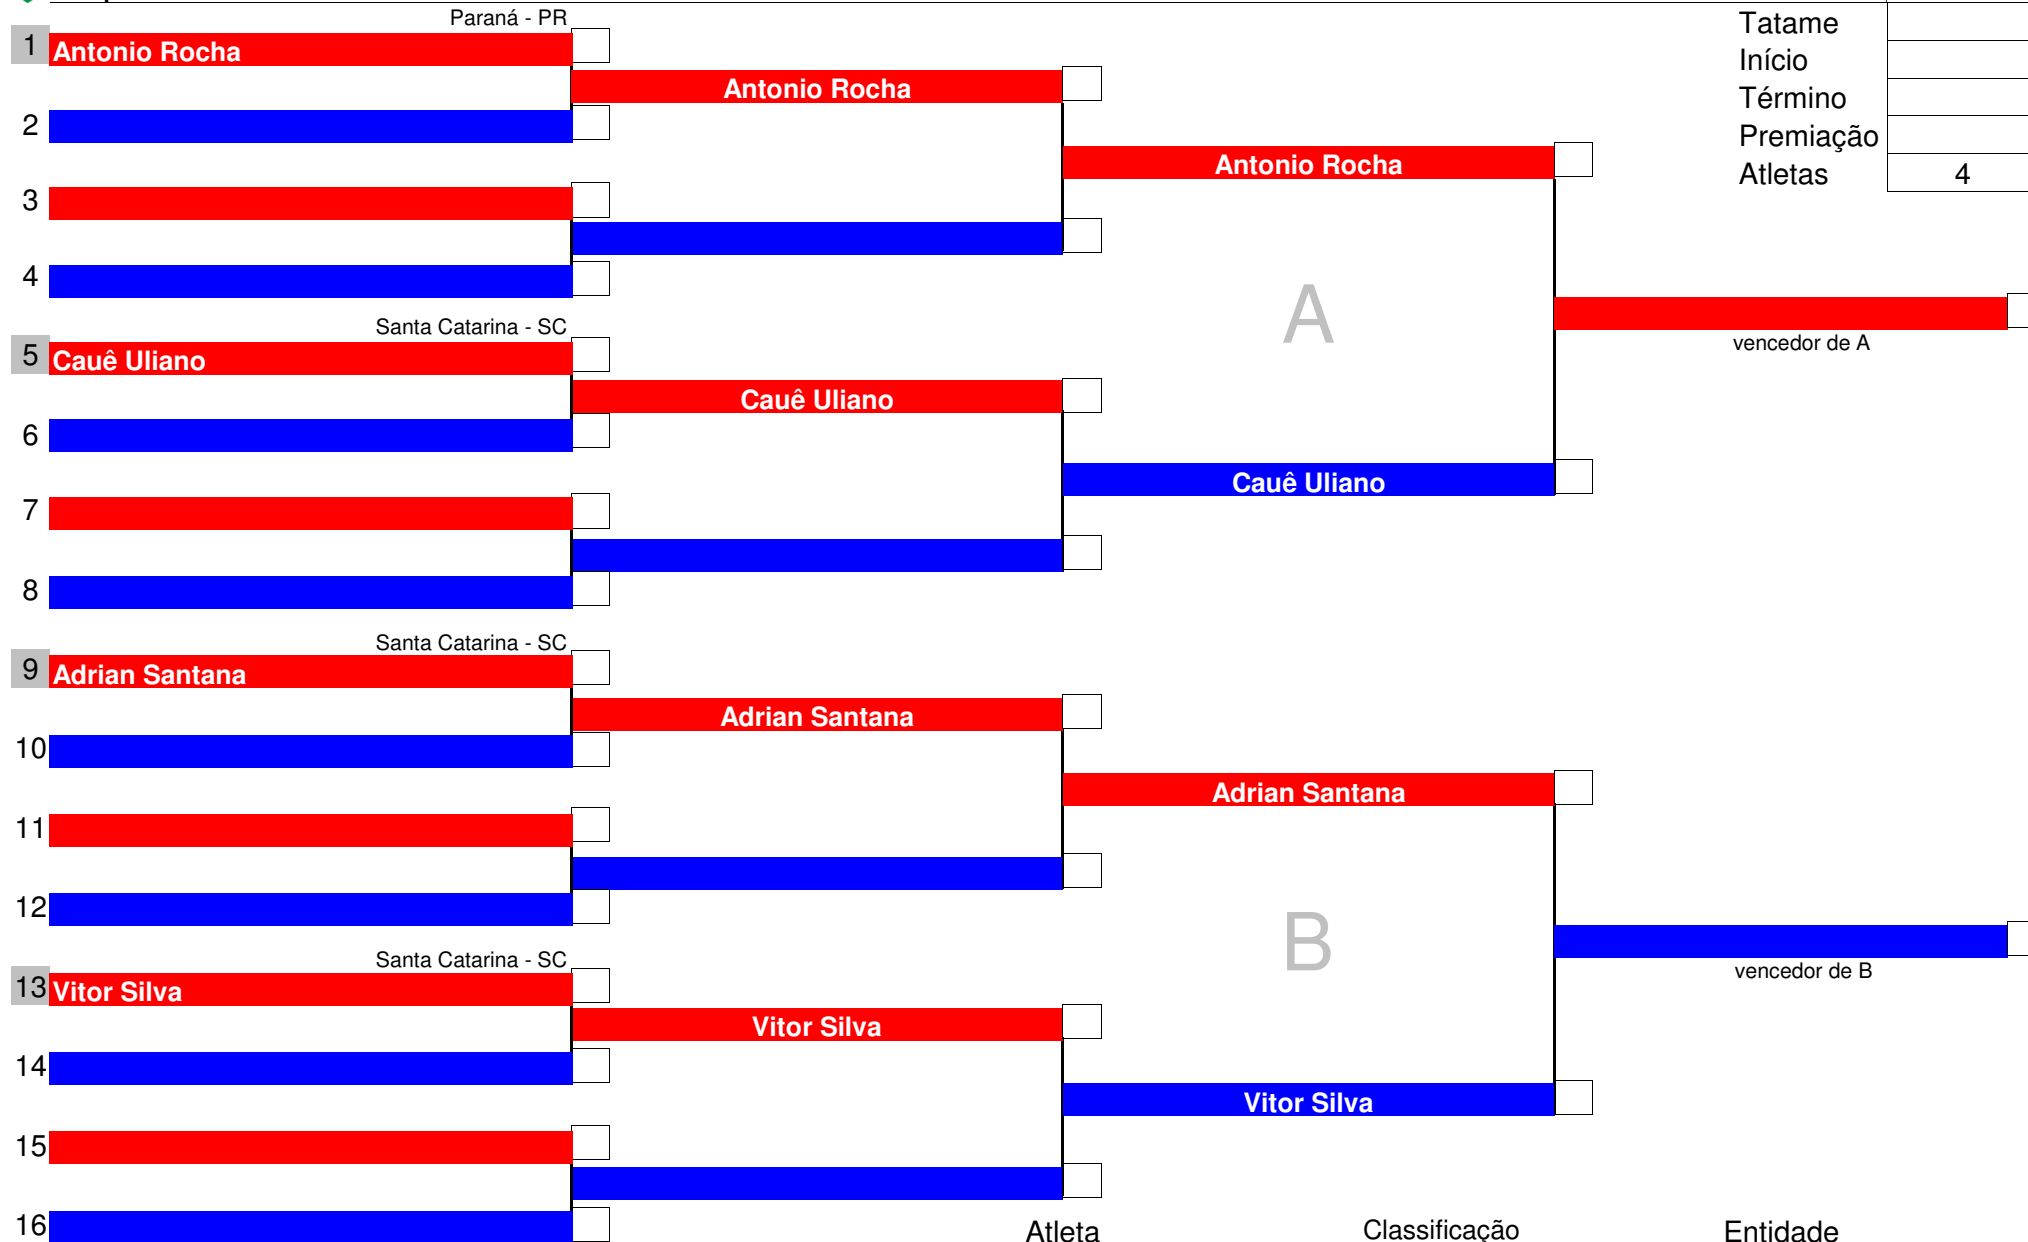 Paraná - PR
1 Antonio Rocha
Antonio Rocha
2
Antonio Rocha
3
4
Santa Catarina - SC
5 Cauê Uliano
Cauê Uliano
6
Cauê Uliano
7
8
A
vencedor de A
Santa Catarina - SC
9 Adrian Santana
Adrian Santana
10
Adrian Santana
11
12
Santa Catarina - SC
13 Vitor Silva
Vitor Silva
14
Vitor Silva
15
16
B
vencedor de B
Tatame
Início
Término
Premiação
Atletas 4
Atleta Classificação Entidade